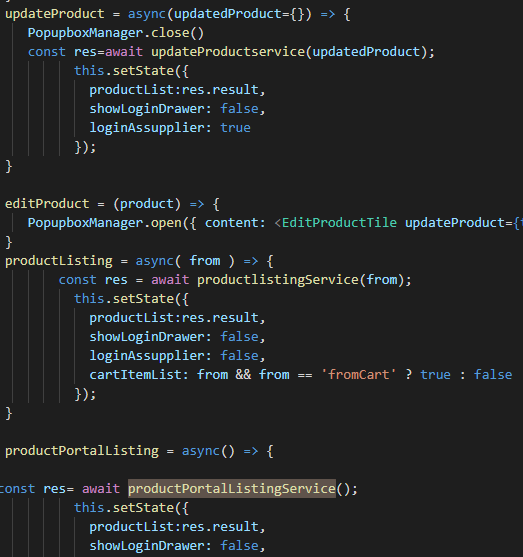 updateProduct = async(updatedProduct={}) => {
PopupboxManager.close()
const res=await updateProductservice(updatedProduct);
this.setState({
productList:res.result,
showLoginDrawer: false,
loginAssupplier: true
});
}
editProduct = (product) => {
PopupboxManager.open({ content: <EditProductTile updateProduct={
}
productListing = async( from ) => {
const res = await productlistingService(from);
this.setState({
productList:res.result,
showLoginDrawer: false,
loginAssupplier: false,
cartItemList: from && from == 'fromCart' ? true : false
});
}
productPortalListing = async() => {
const res= await productPortalListingService();
this.setState({
productList:res.result,
showLoginDrawer: false,